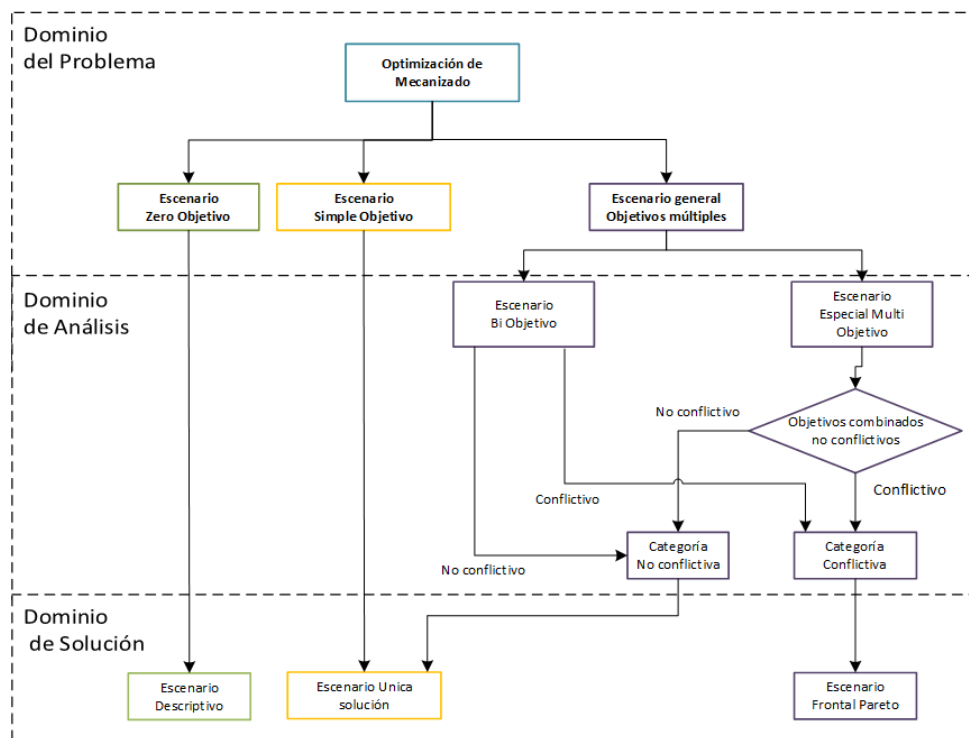 Dominio
del Problema
Optimización de
Mecanizado
Escenario
Zero Objetivo
Escenario
Simple Objetivo
Escenario general
Objetivos múltiples
Dominio
de Análisis
Escenario
Bi Objetivo
Escenario
Especial Multi
Objetivo
No conflictivo
Objetivos combinados
no conflictivos
Conflictivo
Conflictivo
No conflictivo
Categoría
No conflictiva
Categoría
Conflictiva
Dominio
de Solución
Escenario
Descriptivo
Escenario Unica
solución
Escenario
Frontal Pareto